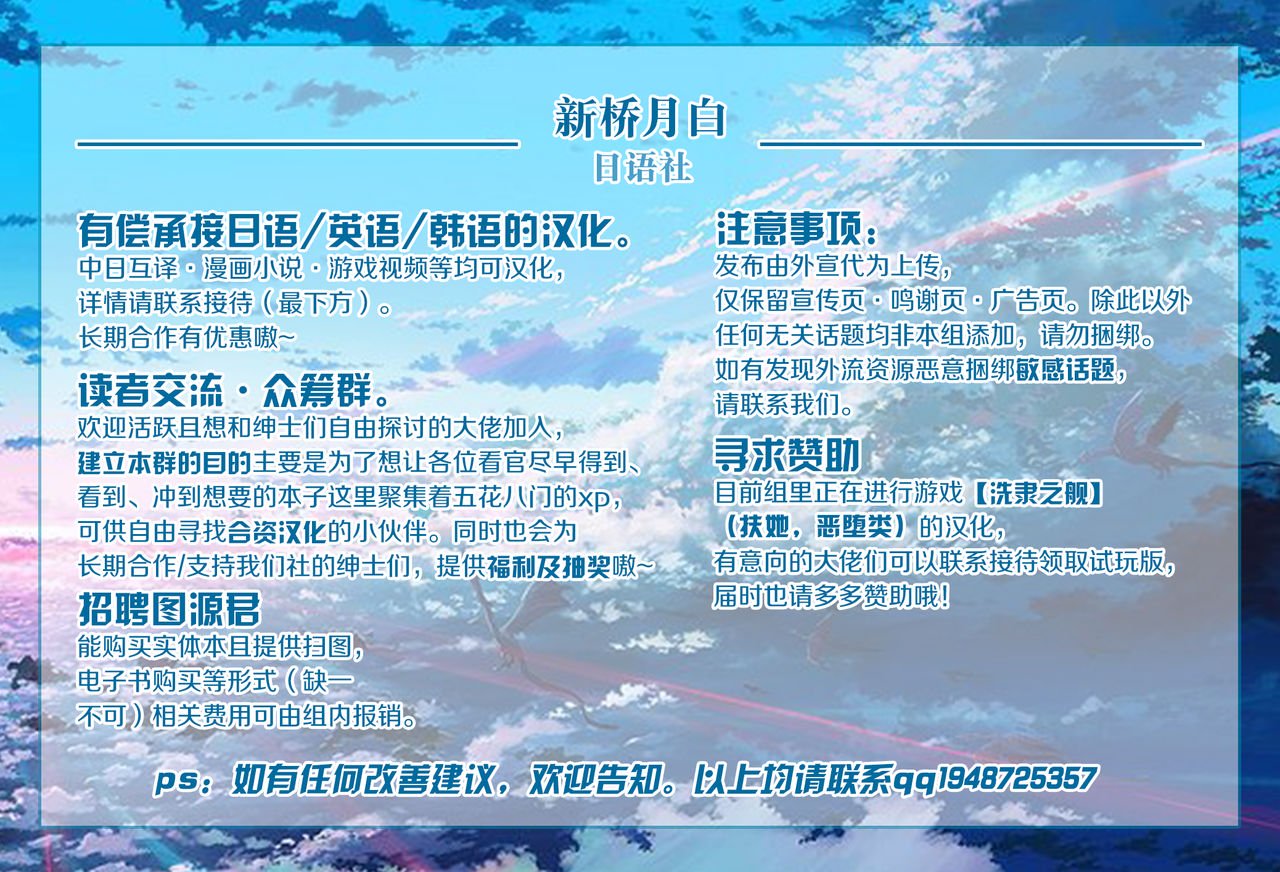 新桥月白
日语社
有偿承接日语/英语/韩语的汉化。
中日互译·漫画小说·游戏视频等均可汉化，
详情请联系接待（最下方）。
长期合作有优惠嗷~
读者交流·众筹群。
欢迎活跃且想和绅士们自由探讨的大佬加入，
建立本群的目的主要是为了想让各位看官尽早得到、
看到、冲到想要的本子这里聚集着五花八门的xp，
可供自由寻找合资汉化的小伙伴。同时也会为
长期合作/支持我们社的绅士们，提供福利及抽奖嗷~
招聘图源君
能购买实体本且提供扫图，
电子书购买等形式（缺一
不可）相关费用可由组内报销。
注意事项：
发布由外宣代为上传，
仅保留宣传页·鸣谢页·广告页。除此以外
任何无关话题均非本组添加，请勿捆绑。
如有发现外流资源恶意捆绑敏感话题，
请联系我们。
寻求赞助
目前组里正在进行游戏【洗隶之舰】
（扶她，恶堕类）的汉化，
有意向的大佬们可以联系接待领取试玩版，
届时也请多多赞助哦！
ps：如有任何改善建议，欢迎告知。以上均请联系qq1948725357